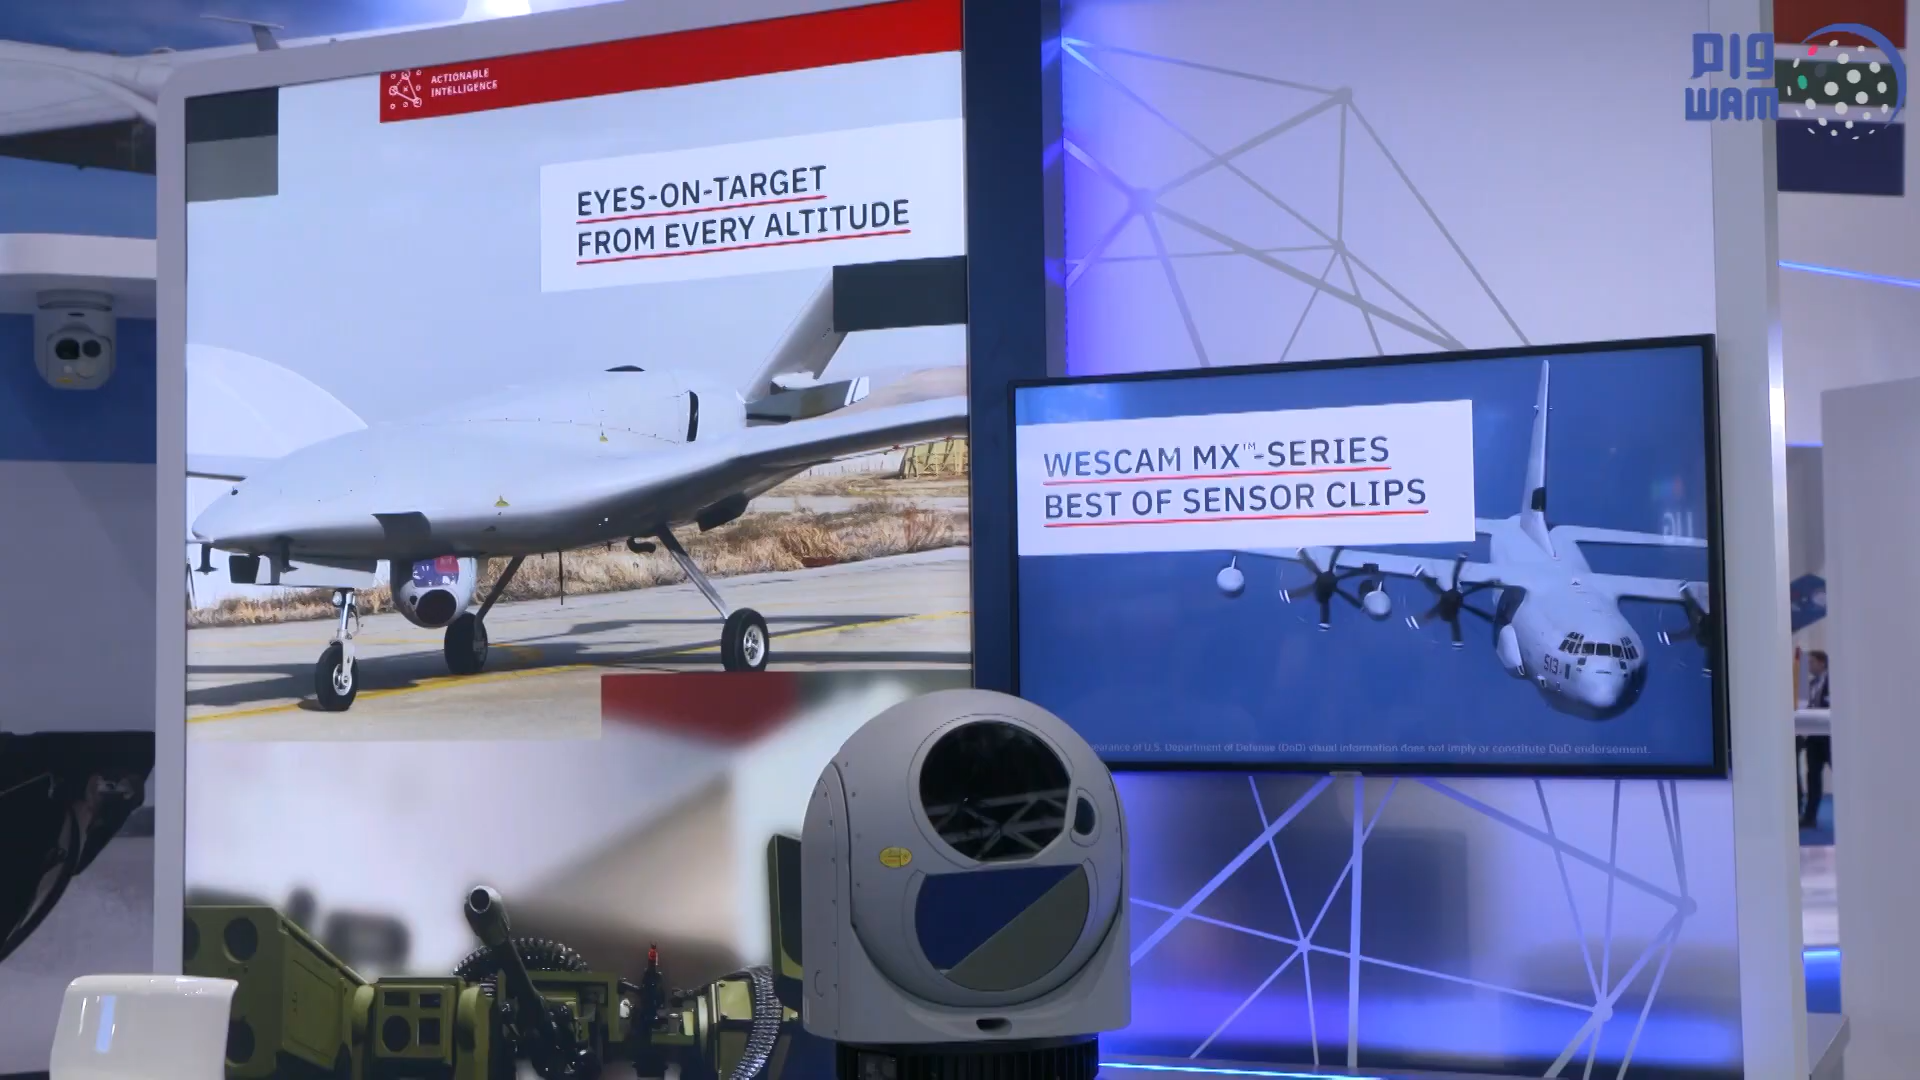 ACTIONABLE
INTELLIGENCE
EYES-ON-TARGET
FROM EVERY ALTITUDE
WESCAM MX™-SERIES
BEST OF SENSOR CLIPS
513
earance of U.S. Department of Defense (DoD) visual information does not imply or constitute DoD endorsement.
وام
WAM